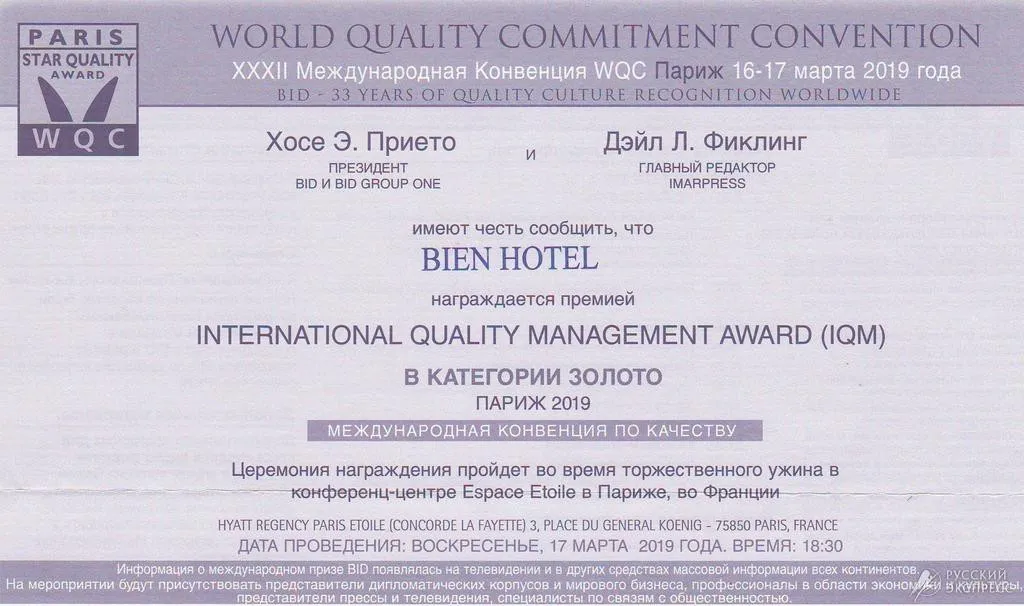 PARIS
STAR QUALITY
AWARD
WQC
WORLD QUALITY COMMITMENT CONVENTION
XXXII Международная Конвенция WQC Париж 16-17 марта 2019 года
BID - 33 YEARS OF QUALITY CULTURE RECOGNITION WORLDWIDE
Хосе Э. Прието и Дэйл Л. Фиклинг
ПРЕЗИДЕНТ ГЛАВНЫЙ РЕДАКТОР
BID И BID GROUP ONE IMARPRESS
имеют честь сообщить, что
BIEN HOTEL
награждается премией
INTERNATIONAL QUALITY MANAGEMENT AWARD (IQM)
В КАТЕГОРИИ ЗОЛОТО
ПАРИЖ 2019
МЕЖДУНАРОДНАЯ КОНВЕНЦИЯ ПО КАЧЕСТВУ
Церемония награждения пройдет во время торжественного ужина в
конференц-центре Espace Etoile в Париже, во Франции
HYATT REGENCY PARIS ETOILE (CONCORDE LA FAYETTE) 3, PLACE DU GENERAL KOENIG - 75850 PARIS, FRANCE
ДАТА ПРОВЕДЕНИЯ: ВОСКРЕСЕНЬЕ, 17 МАРТА 2019 ГОДА. ВРЕМЯ: 18:30
Информация о международном призе BID появлялась на телевидении и в других средствах массовой информации всех континентов.
На мероприятии будут присутствовать представители дипломатических корпусов и мирового бизнеса, профессионалы в области экономики и культуры,
представители прессы и телевидения, специалисты по связям с общественностью.
РУССКИЙ
ЭКСПРЕСС